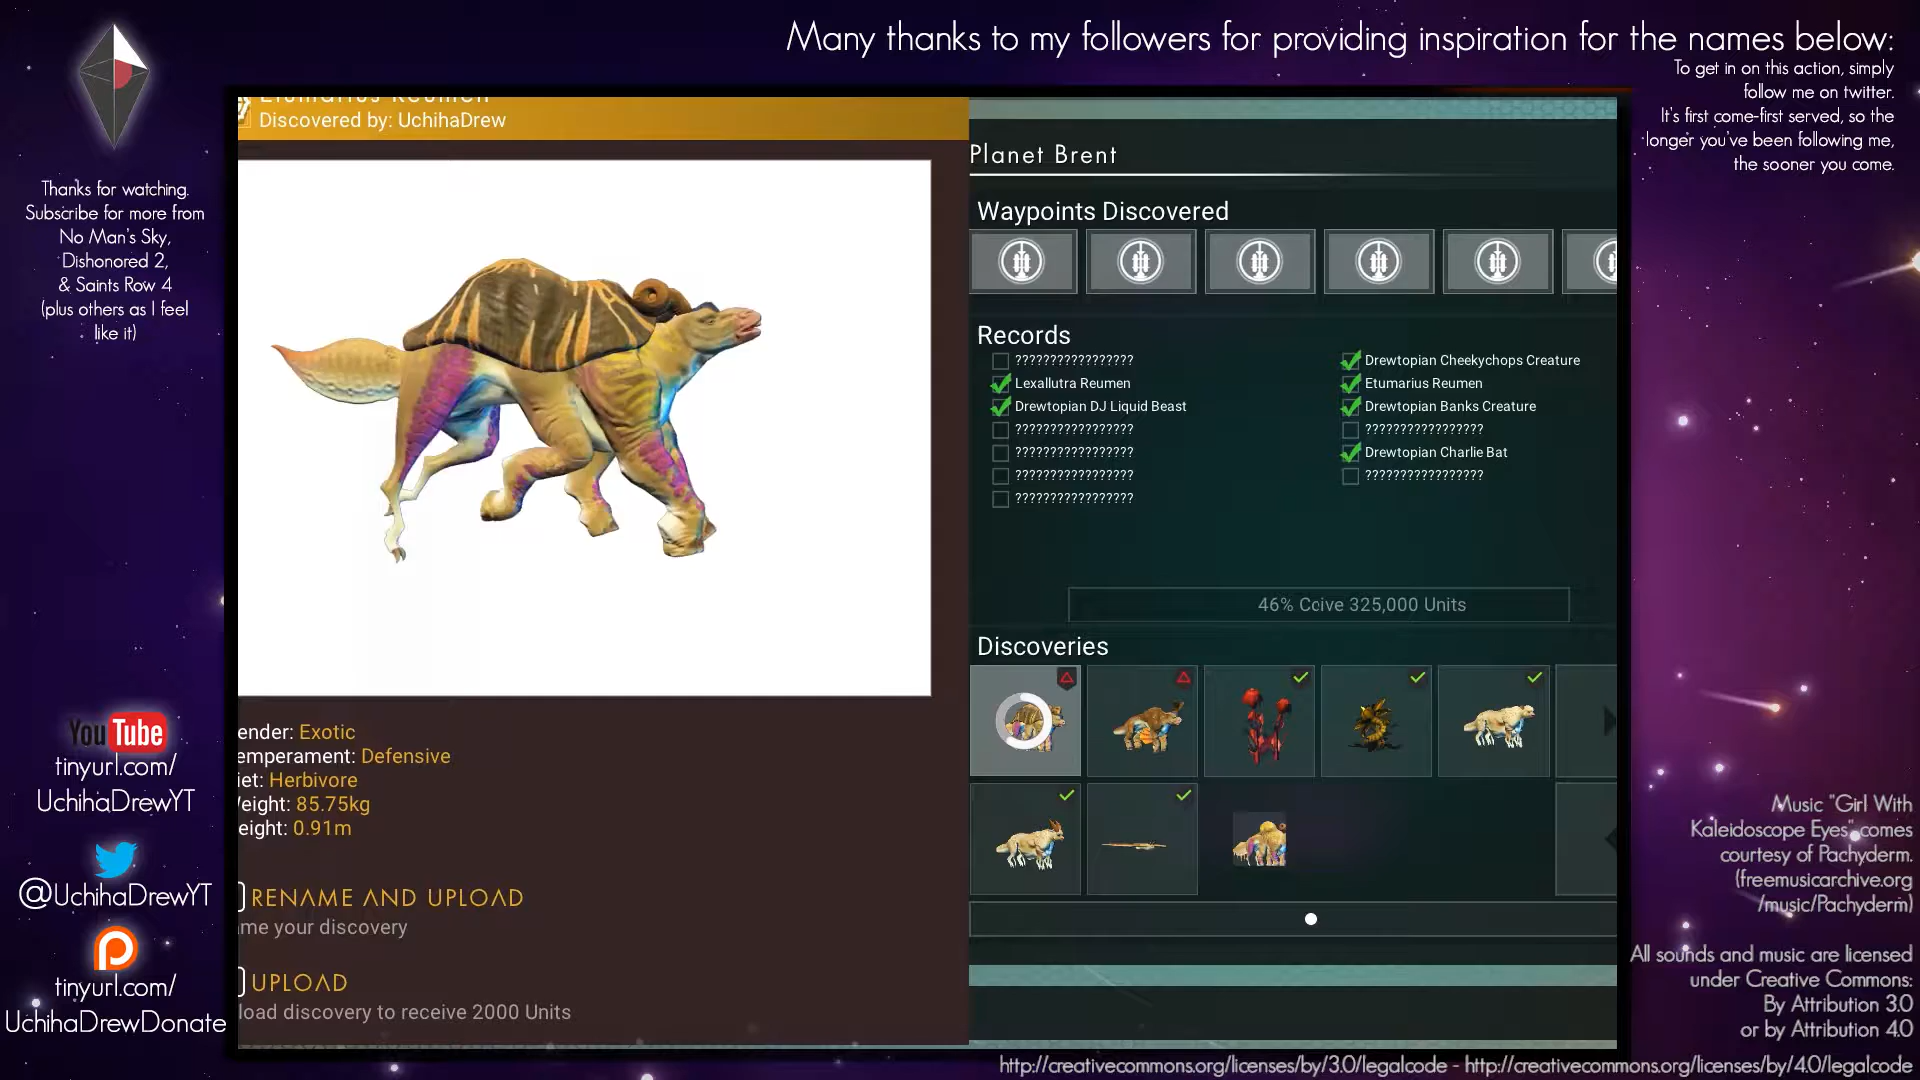 Many thanks to my followers for providing inspiration for the names below:
To get in on this action, simply
follow me on twitter.
It's first come-first served, so the
longer you've been following me,
the sooner you come.
Thanks for watching.
Subscribe for more from
No Man's Sky,
Dishonored 2,
& Saints Row 4
(plus others as I feel
like it)
YouTube
tinyurl.com/
UchihaDrewYT
@UchihaDrewYT
tinyurl.com/
UchihaDrewDonate
Etumarius Reumen
Discovered by: UchihaDrew
ender: Exotic
emperament: Defensive
iet: Herbivore
eight: 85.75kg
eight: 0.91m
RENAME AND UPLOAD
me your discovery
UPLOAD
load discovery to receive 2000 Units
Planet Brent
Waypoints Discovered
Records
?????????????????
Lexallutra Reumen
Drewtopian DJ Liquid Beast
?????????????????
?????????????????
?????????????????
?????????????????
Drewtopian Cheekychops Creature
Etumarius Reumen
Drewtopian Banks Creature
?????????????????
Drewtopian Charlie Bat
?????????????????
46% Coive 325,000 Units
Discoveries
Music "Girl With
Kaleidoscope Eyes" comes
courtesy of Pachyderm.
(freemusicarchive.org
/music/Pachyderm)
All sounds and music are licensed
under Creative Commons:
By Attribution 3.0
or by Attribution 4.0
http://creativecommons.org/licenses/by/3.0/legalcode - http://creativecommons.org/licenses/by/4.0/legalcode